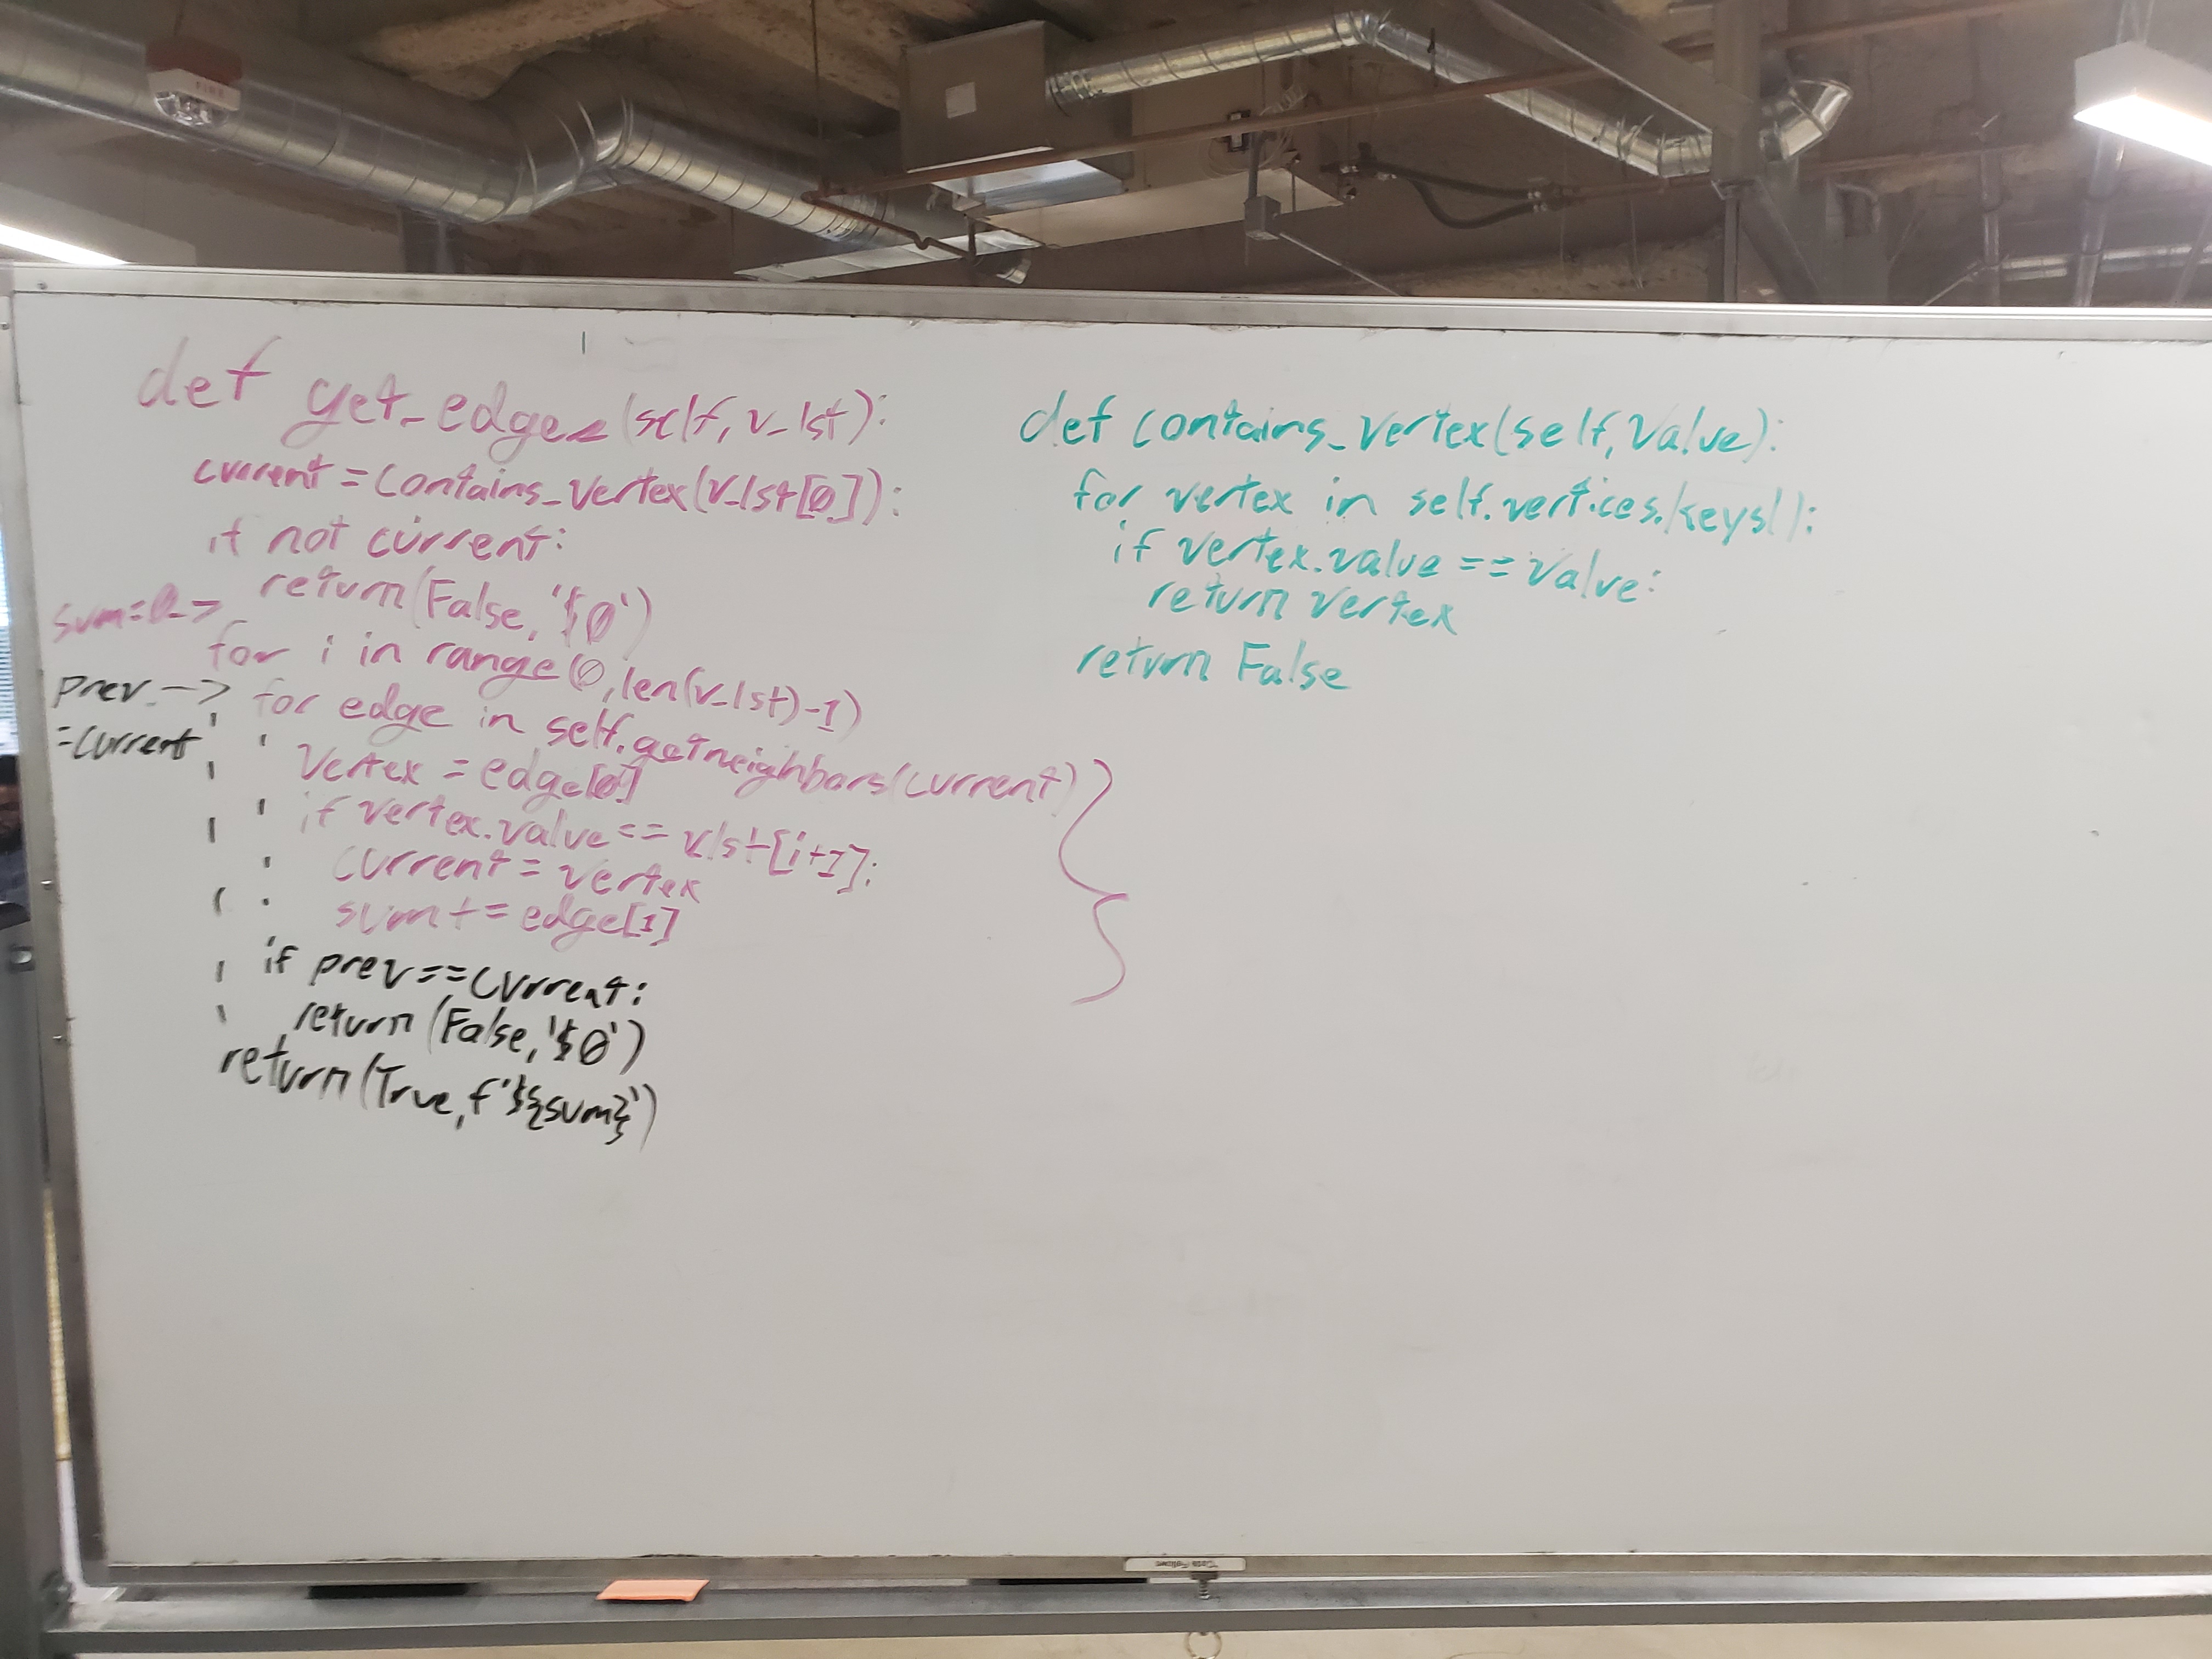 def get_edges(self, v_lst):
current = contains_vertex(v_lst[0]):
if not current:
return(False, '$0')
sum=0->
for i in range(0, len(v_lst)-1)
prev -> =current
for edge in self.getneighbors(current)
vertex = edge[0]
if vertex.value == vlst[i+1]:
current = vertex
sum += edge[1]
if prev==current:
return (False, '$0')
return(True, f'${sum}')
def contains_vertex(self, value):
for vertex in self.vertices.keys():
if vertex.value == value:
return vertex
return False
FIRE